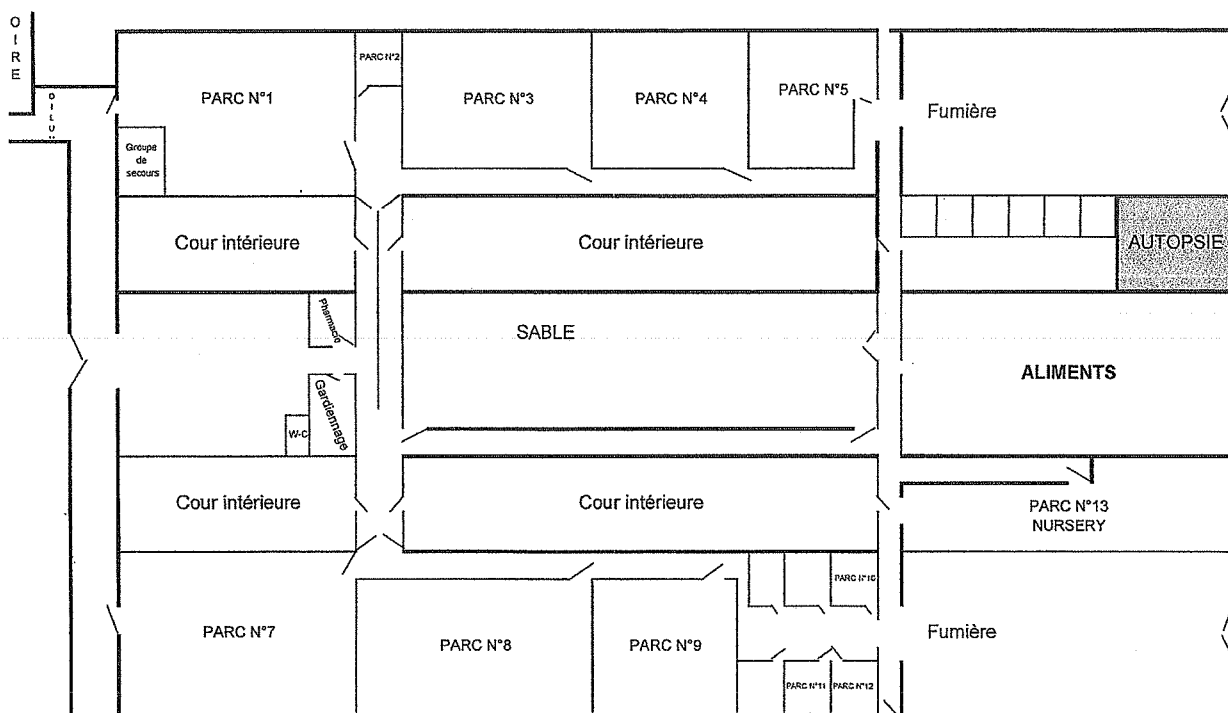 OIRE
PARC N°1
PARC N°2
PARC N°3
PARC N°4
PARC N°5
Fumière
Groupe
de
secours
Cour intérieure
Cour intérieure
AUTOPSIE
Pharmacie
SABLE
ALIMENTS
Gardiennage
W-C
Cour intérieure
Cour intérieure
PARC N°13
NURSERY
PARC N°7
PARC N°8
PARC N°9
PARC N°10
Fumière
PARC N°11
PARC N°12